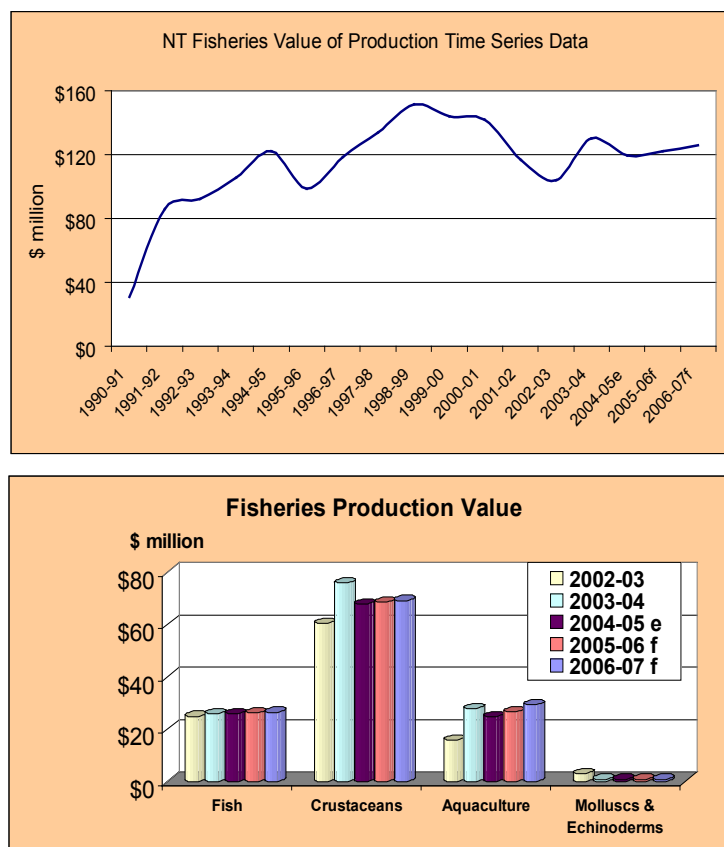 NT Fisheries Value of Production Time Series Data
$ million
$160
$120
$80
$40
$0
1990-91
1991-92
1992-93
1993-94
1994-95
1995-96
1996-97
1997-98
1998-99
1999-00
2000-01
2001-02
2002-03
2003-04
2004-05e
2005-06f
2006-07f
Fisheries Production Value
$ million
$80
$60
$40
$20
$0
2002-03
2003-04
2004-05 e
2005-06 f
2006-07 f
Fish
Crustaceans
Aquaculture
Molluscs &
Echinoderms